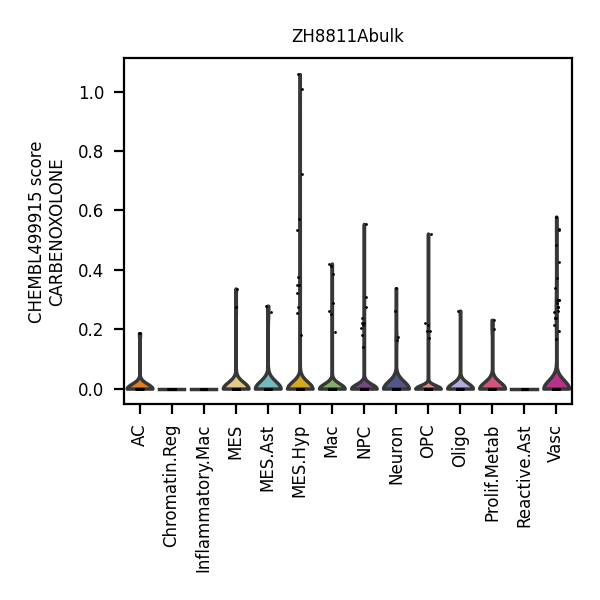 ZH8811Abulk
CHEMBL499915 score
CARBENOXOLONE
1.0
0.8
0.6
0.4
0.2
0.0
AC
Chromatin.Reg
Inflammatory.Mac
MES
MES.Ast
MES.Hyp
Mac
NPC
Neuron
OPC
Oligo
Prolif.Metab
Reactive.Ast
Vasc